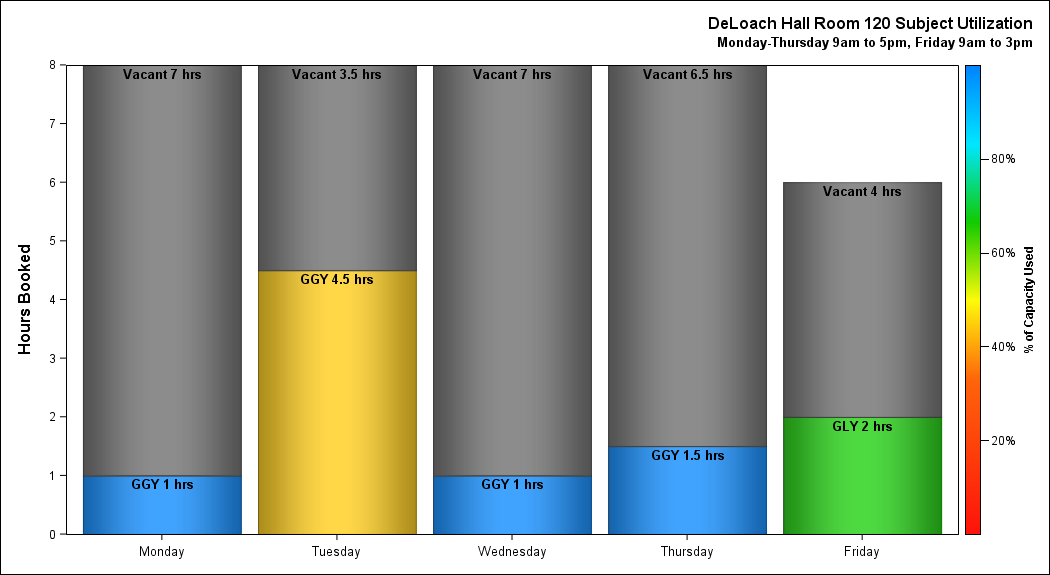 DeLoach Hall Room 120 Subject Utilization
Monday-Thursday 9am to 5pm, Friday 9am to 3pm
Hours Booked
8
7
6
5
4
3
2
1
0
Vacant 7 hrs
GGY 1 hrs
Vacant 3.5 hrs
GGY 4.5 hrs
Vacant 7 hrs
GGY 1 hrs
Vacant 6.5 hrs
GGY 1.5 hrs
Vacant 4 hrs
GLY 2 hrs
Monday
Tuesday
Wednesday
Thursday
Friday
80%
60%
40%
20%
% of Capacity Used